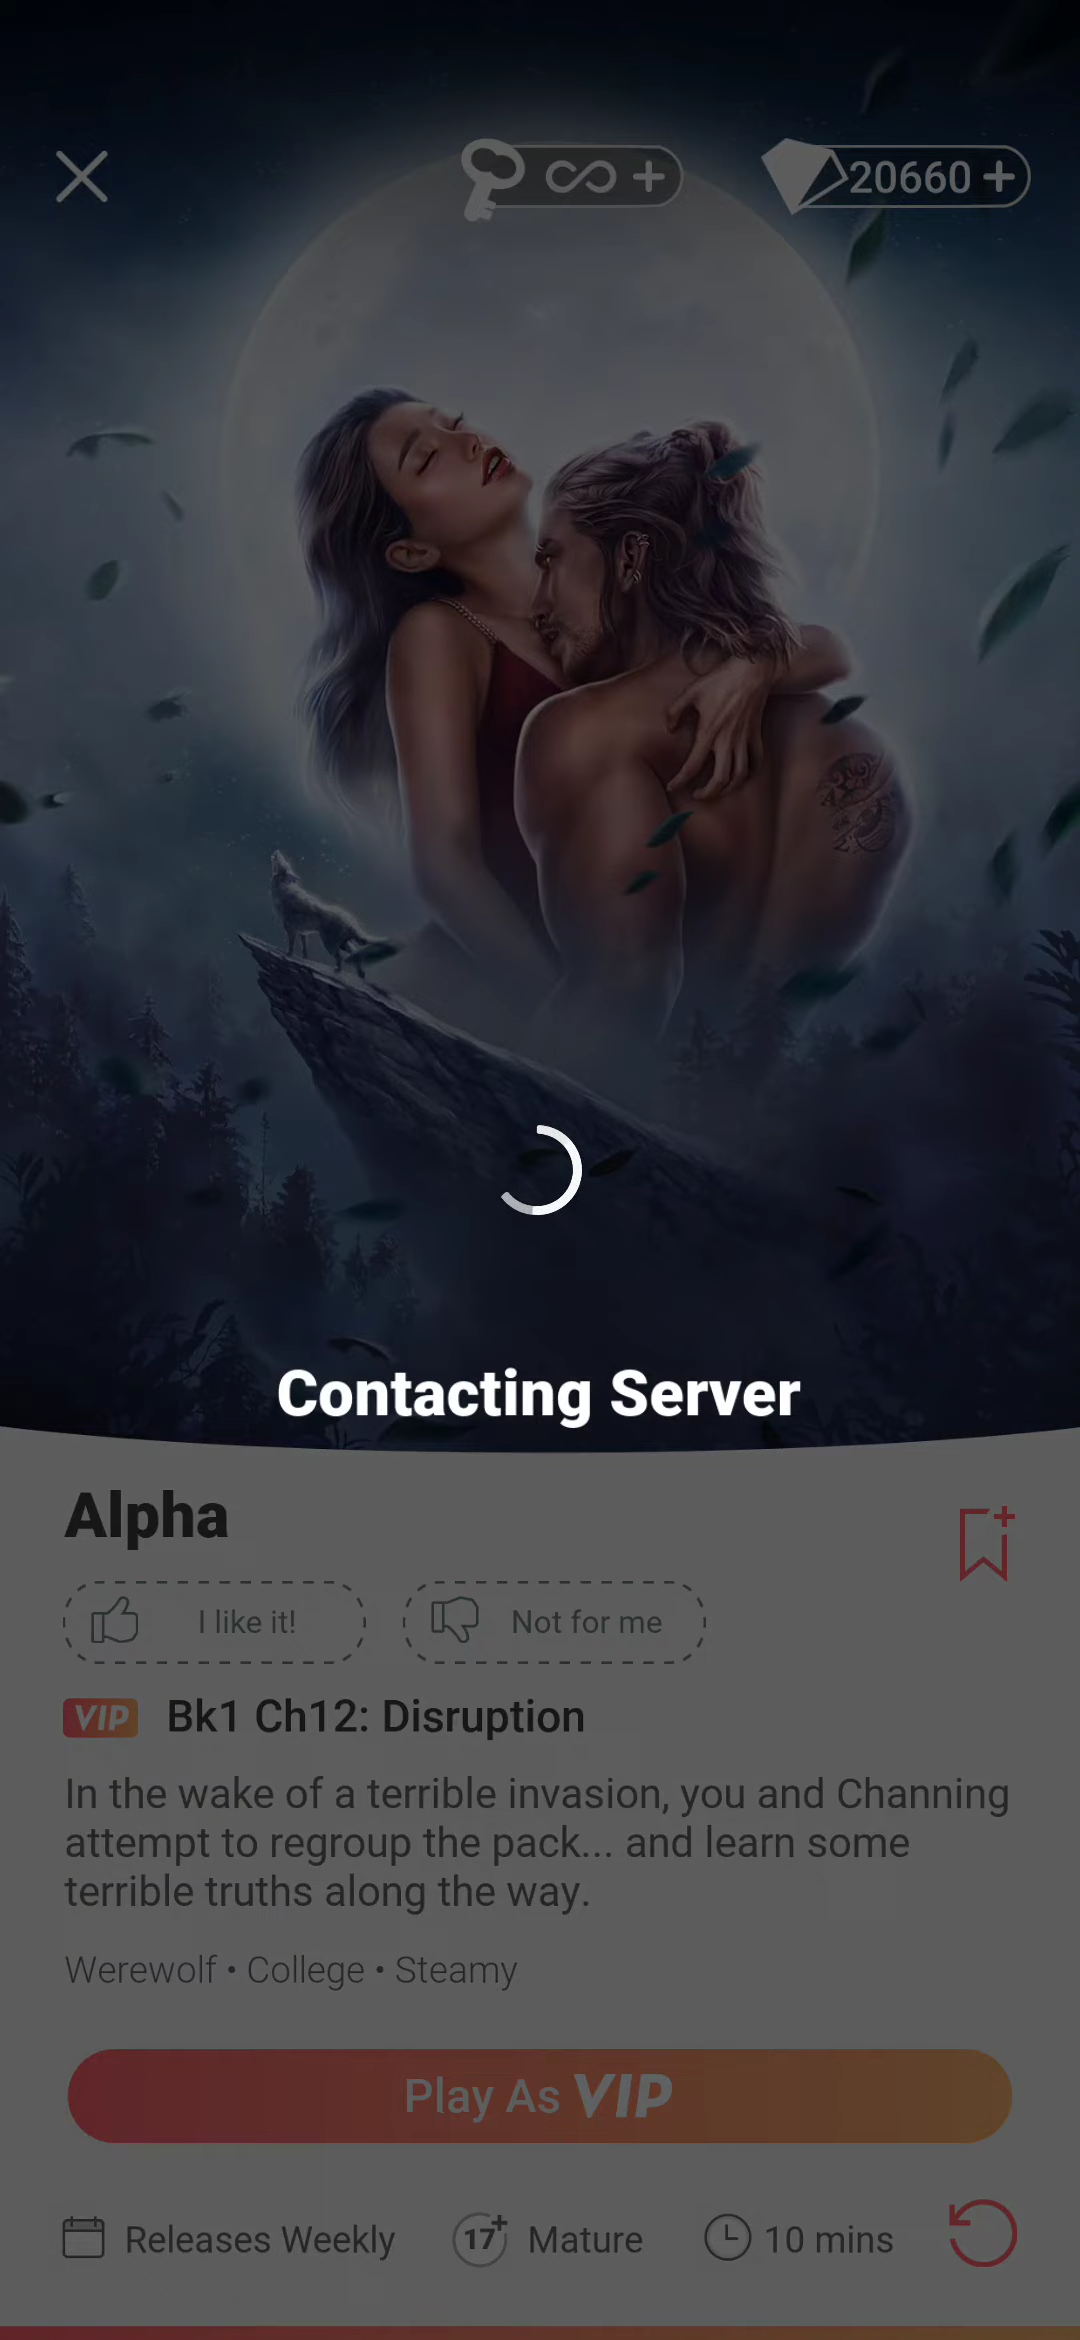 20660
Contacting Server
Alpha
I like it!
Not for me
VIP Bk1 Ch12: Disruption
In the wake of a terrible invasion, you and Channing
attempt to regroup the pack... and learn some
terrible truths along the way.
Werewolf • College • Steamy
Play As VIP
Releases Weekly
17+ Mature
10 mins